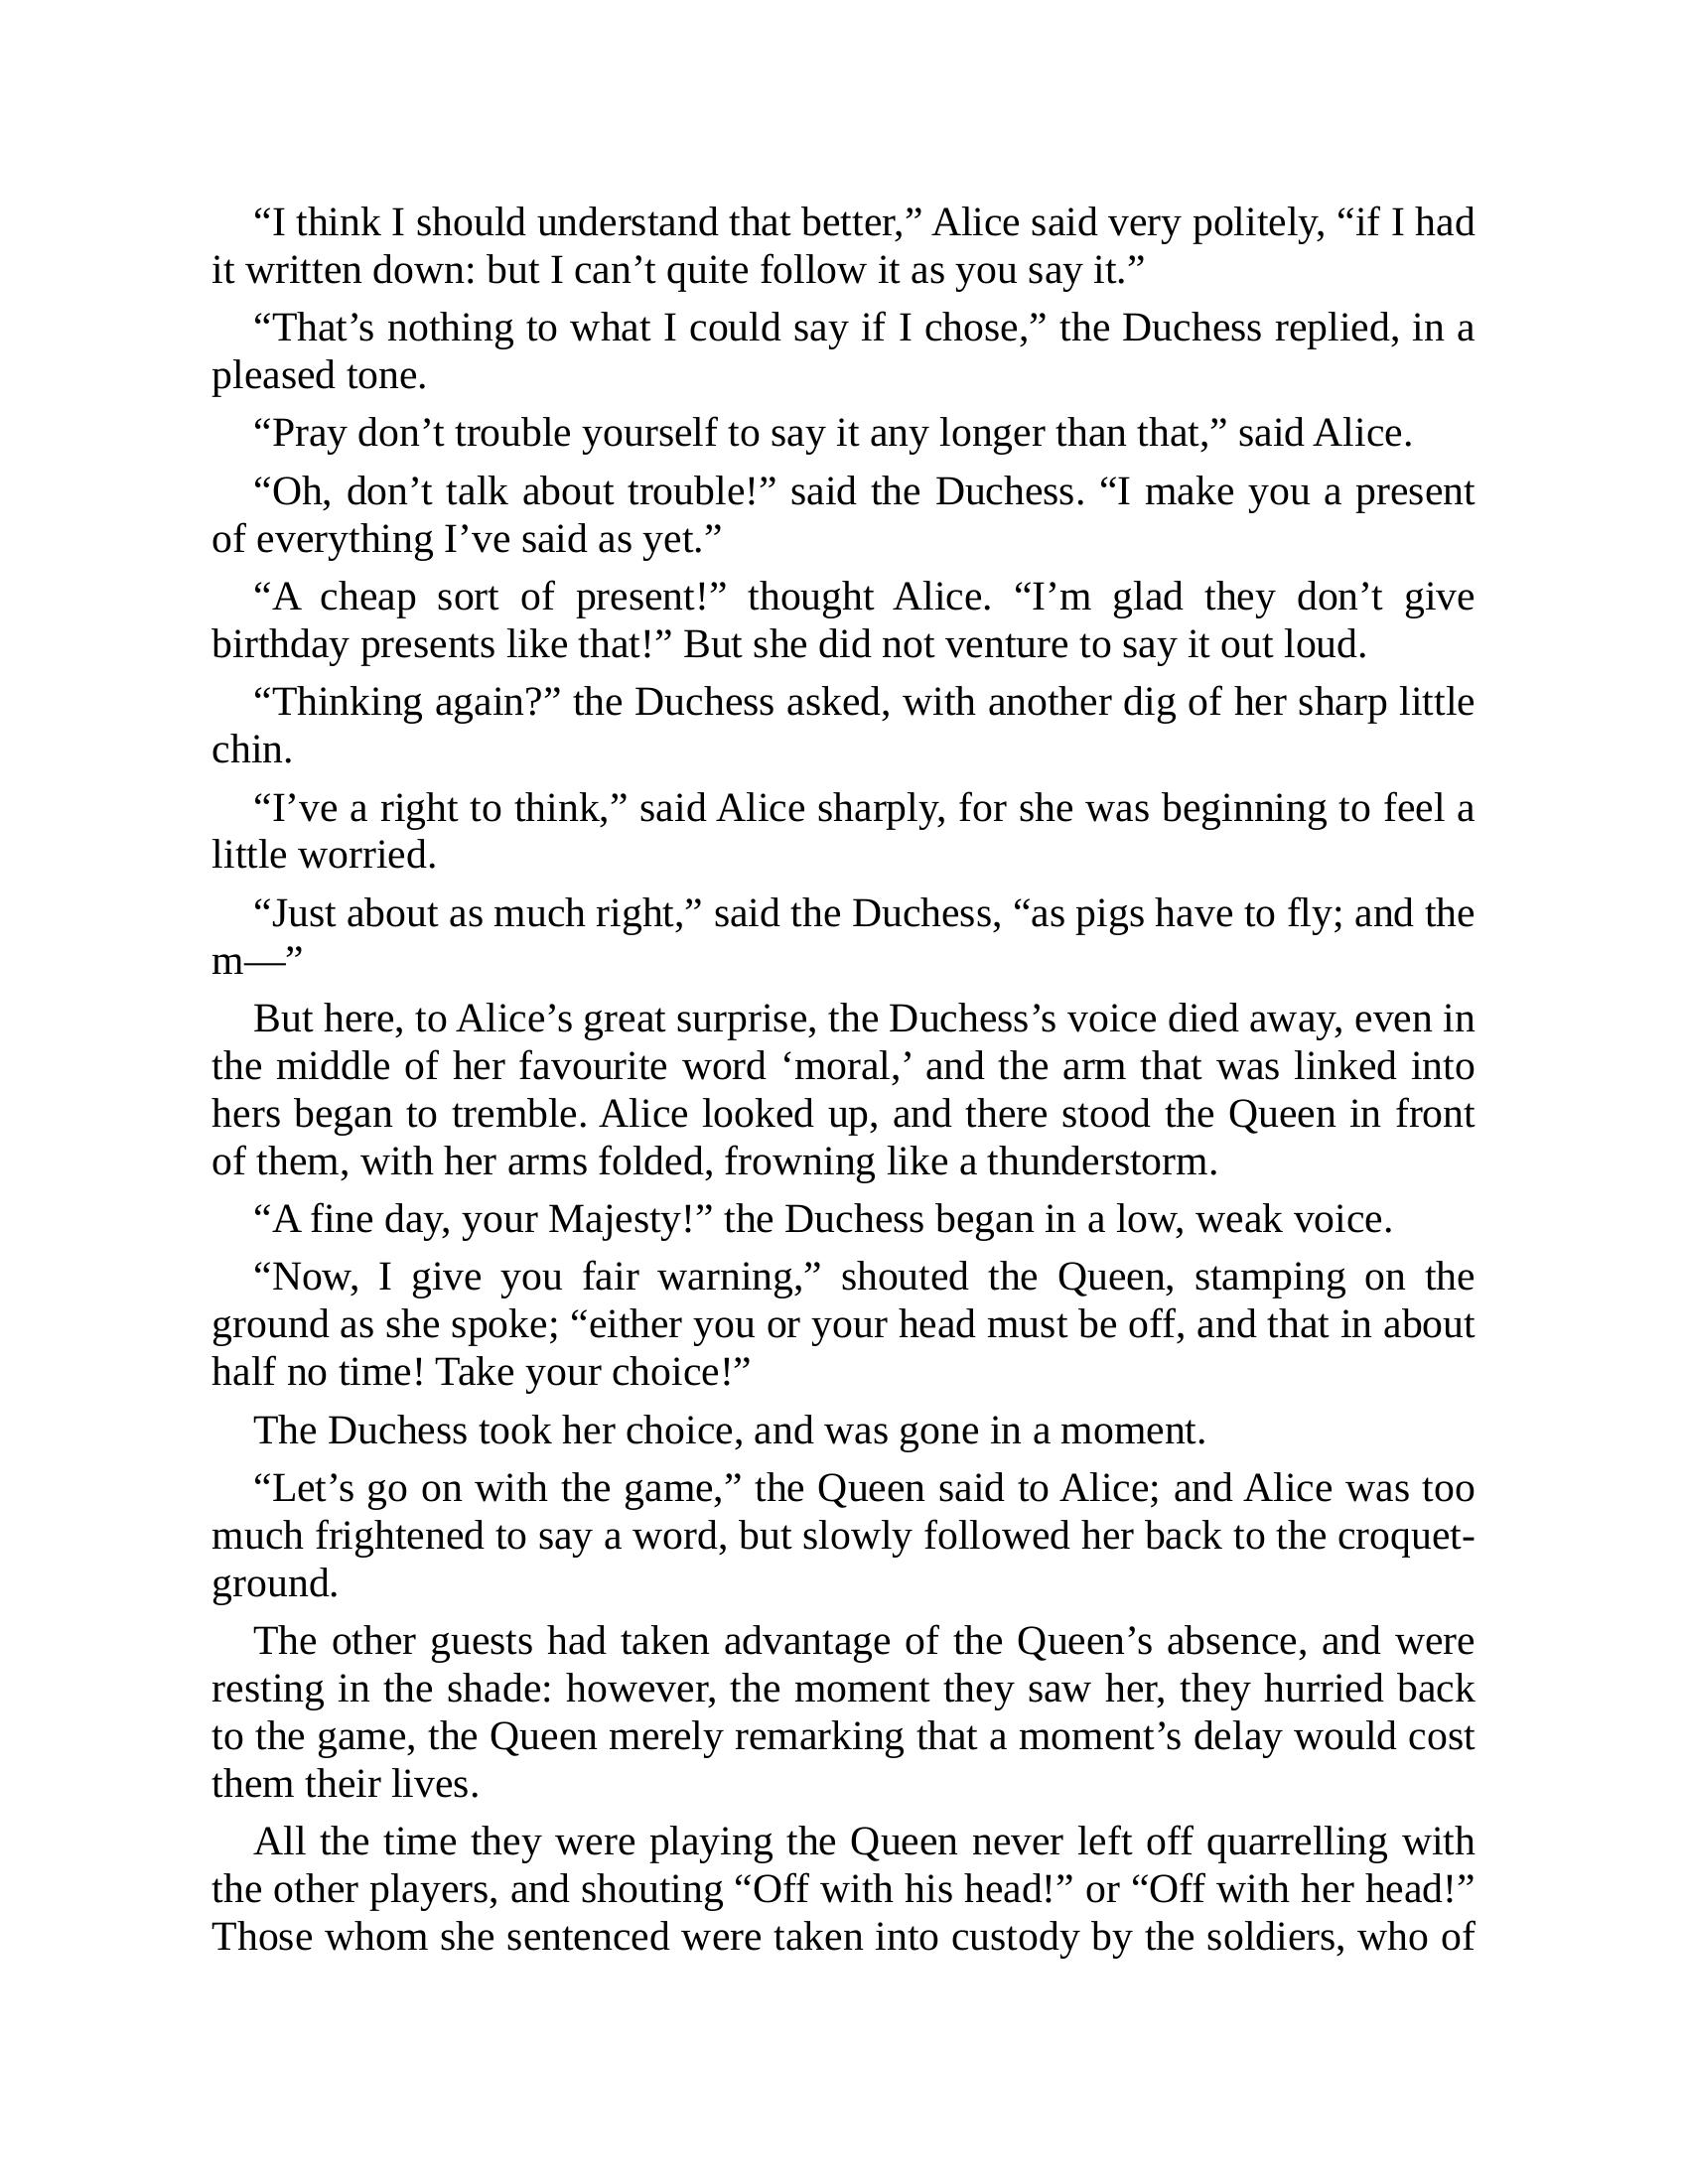 “I think I should understand that better,” Alice said very politely, “if I had
it written down: but I can’t quite follow it as you say it.”
“That’s nothing to what I could say if I chose,” the Duchess replied, in a
pleased tone.
“Pray don’t trouble yourself to say it any longer than that,” said Alice.
“Oh, don’t talk about trouble!” said the Duchess. “I make you a present
of everything I’ve said as yet.”
“A cheap sort of present!” thought Alice. “I’m glad they don’t give
birthday presents like that!” But she did not venture to say it out loud.
“Thinking again?” the Duchess asked, with another dig of her sharp little
chin.
“I’ve a right to think,” said Alice sharply, for she was beginning to feel a
little worried.
“Just about as much right,” said the Duchess, “as pigs have to fly; and the
m—”
But here, to Alice’s great surprise, the Duchess’s voice died away, even in
the middle of her favourite word ‘moral,’ and the arm that was linked into
hers began to tremble. Alice looked up, and there stood the Queen in front
of them, with her arms folded, frowning like a thunderstorm.
“A fine day, your Majesty!” the Duchess began in a low, weak voice.
“Now, I give you fair warning,” shouted the Queen, stamping on the
ground as she spoke; “either you or your head must be off, and that in about
half no time! Take your choice!”
The Duchess took her choice, and was gone in a moment.
“Let’s go on with the game,” the Queen said to Alice; and Alice was too
much frightened to say a word, but slowly followed her back to the croquet-
ground.
The other guests had taken advantage of the Queen’s absence, and were
resting in the shade: however, the moment they saw her, they hurried back
to the game, the Queen merely remarking that a moment’s delay would cost
them their lives.
All the time they were playing the Queen never left off quarrelling with
the other players, and shouting “Off with his head!” or “Off with her head!”
Those whom she sentenced were taken into custody by the soldiers, who of